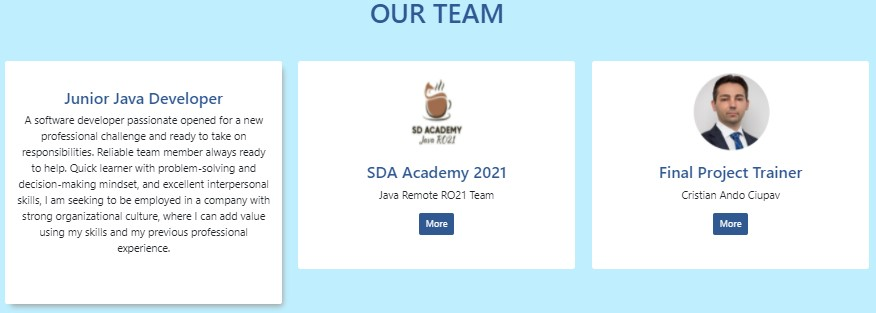 OUR TEAM
Junior Java Developer
A software developer passionate opened for a new
professional challenge and ready to take on
responsibilities. Reliable team member always ready
to help. Quick learner with problem-solving and
decision-making mindset, and excellent interpersonal
skills, I am seeking to be employed in a company with
strong organizational culture, where I can add value
using my skills and my previous professional
experience.
SD ACADEMY
Java RO21
SDA Academy 2021
Java Remote RO21 Team
More
Final Project Trainer
Cristian Ando Ciupav
More